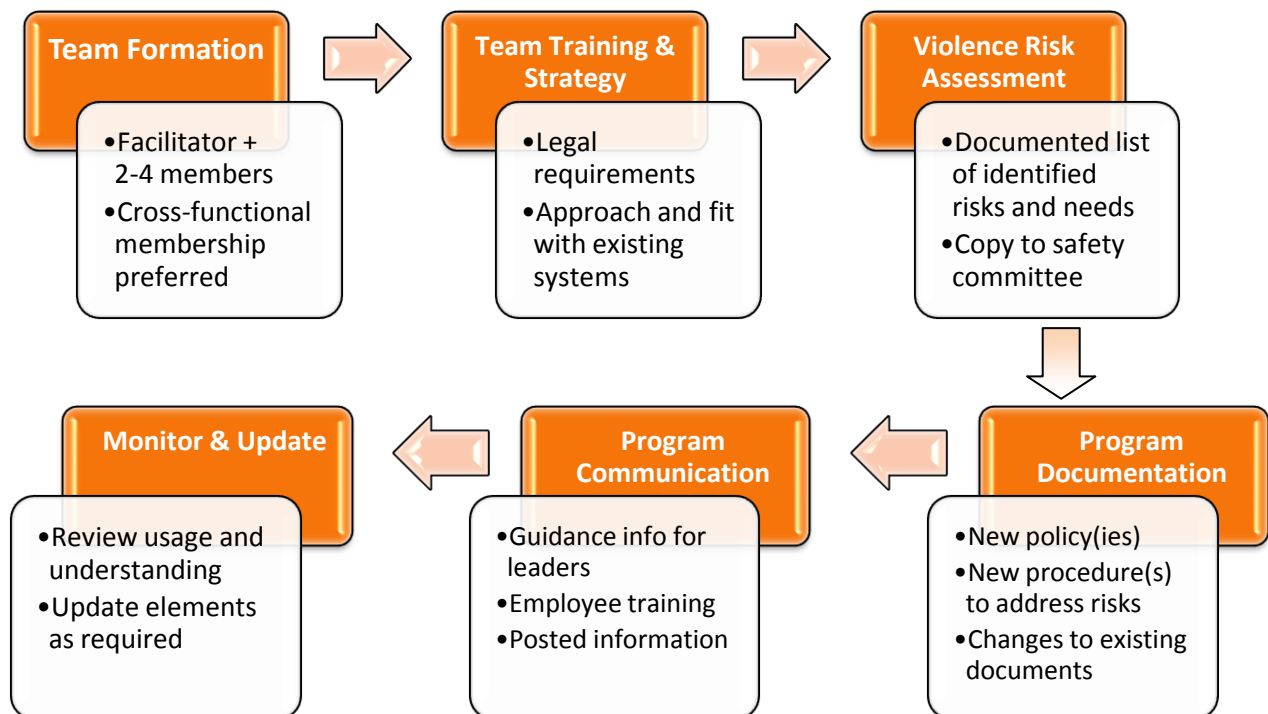 Team Formation
•Facilitator +
2-4 members
•Cross-functional
membership
preferred
Team Training &
Strategy
•Legal
requirements
•Approach and fit
with existing
systems
Violence Risk
Assessment
•Documented list
of identified
risks and needs
•Copy to safety
committee
Program
Documentation
•New policy(ies)
•New procedure(s)
to address risks
•Changes to existing
documents
Program
Communication
•Guidance info for
leaders
•Employee training
•Posted information
Monitor & Update
•Review usage and
understanding
•Update elements
as required